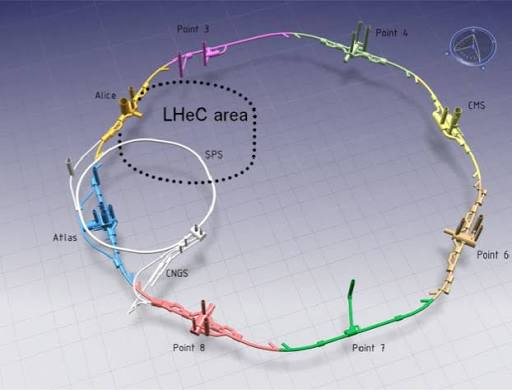 Point 3
Point 4
Alice
LHeC area
CMS
SPS
Atlas
Point 6
CNGS
Point 8
Point 7